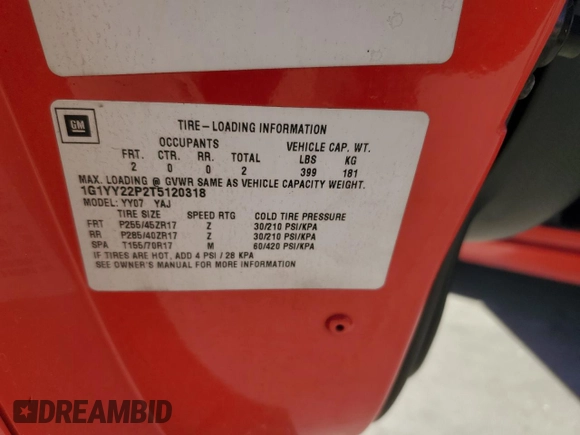 GM
TIRE-LOADING INFORMATION
OCCUPANTS VEHICLE CAP. WT.
FRT. CTR. RR. TOTAL LBS KG
2 0 0 2 399 181
MAX. LOADING @ GVWR SAME AS VEHICLE CAPACITY WEIGHT.
1G1YY22P2T5120318
MODEL: YY07 YAJ
TIRE SIZE SPEED RTG COLD TIRE PRESSURE
FRT P255/45ZR17 Z 30/210 PSI/KPA
RR P285/40ZR17 Z 30/210 PSI/KPA
SPA T155/70R17 M 60/420 PSI/KPA
IF TIRES ARE HOT, ADD 4 PSI / 28 KPA
SEE OWNER'S MANUAL FOR MORE INFORMATION
DREAMBID